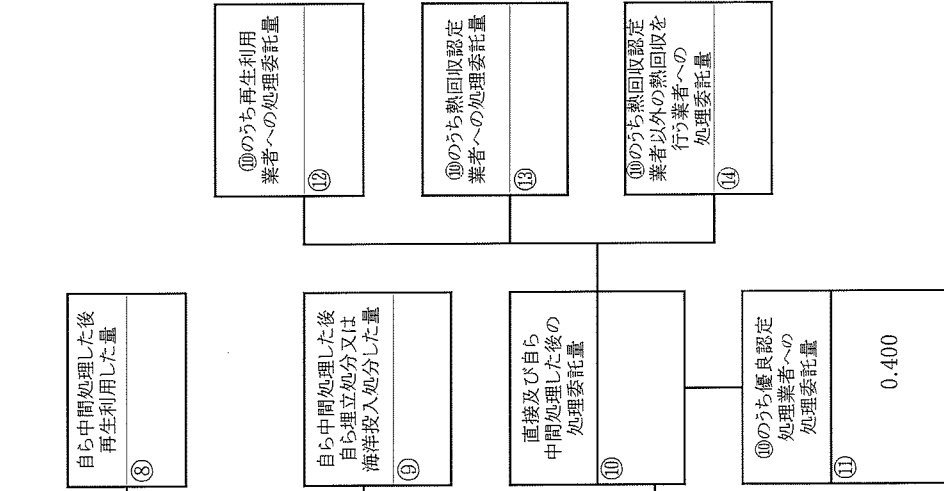 自ら中間処理した後
再生利用した量
⑧
自ら中間処理した後
自ら埋立処分又は
海洋投入処分した量
⑨
直接及び自ら
中間処理した後の
処理委託量
⑩
⑩のうち優良認定
処理業者への
処理委託量
⑪
0.400
⑩のうち再生利用
業者への処理委託量
⑫
⑩のうち熱回収認定
業者への処理委託量
⑬
⑩のうち熱回収認定
業者以外の熱回収を
行う業者への
処理委託量
⑭